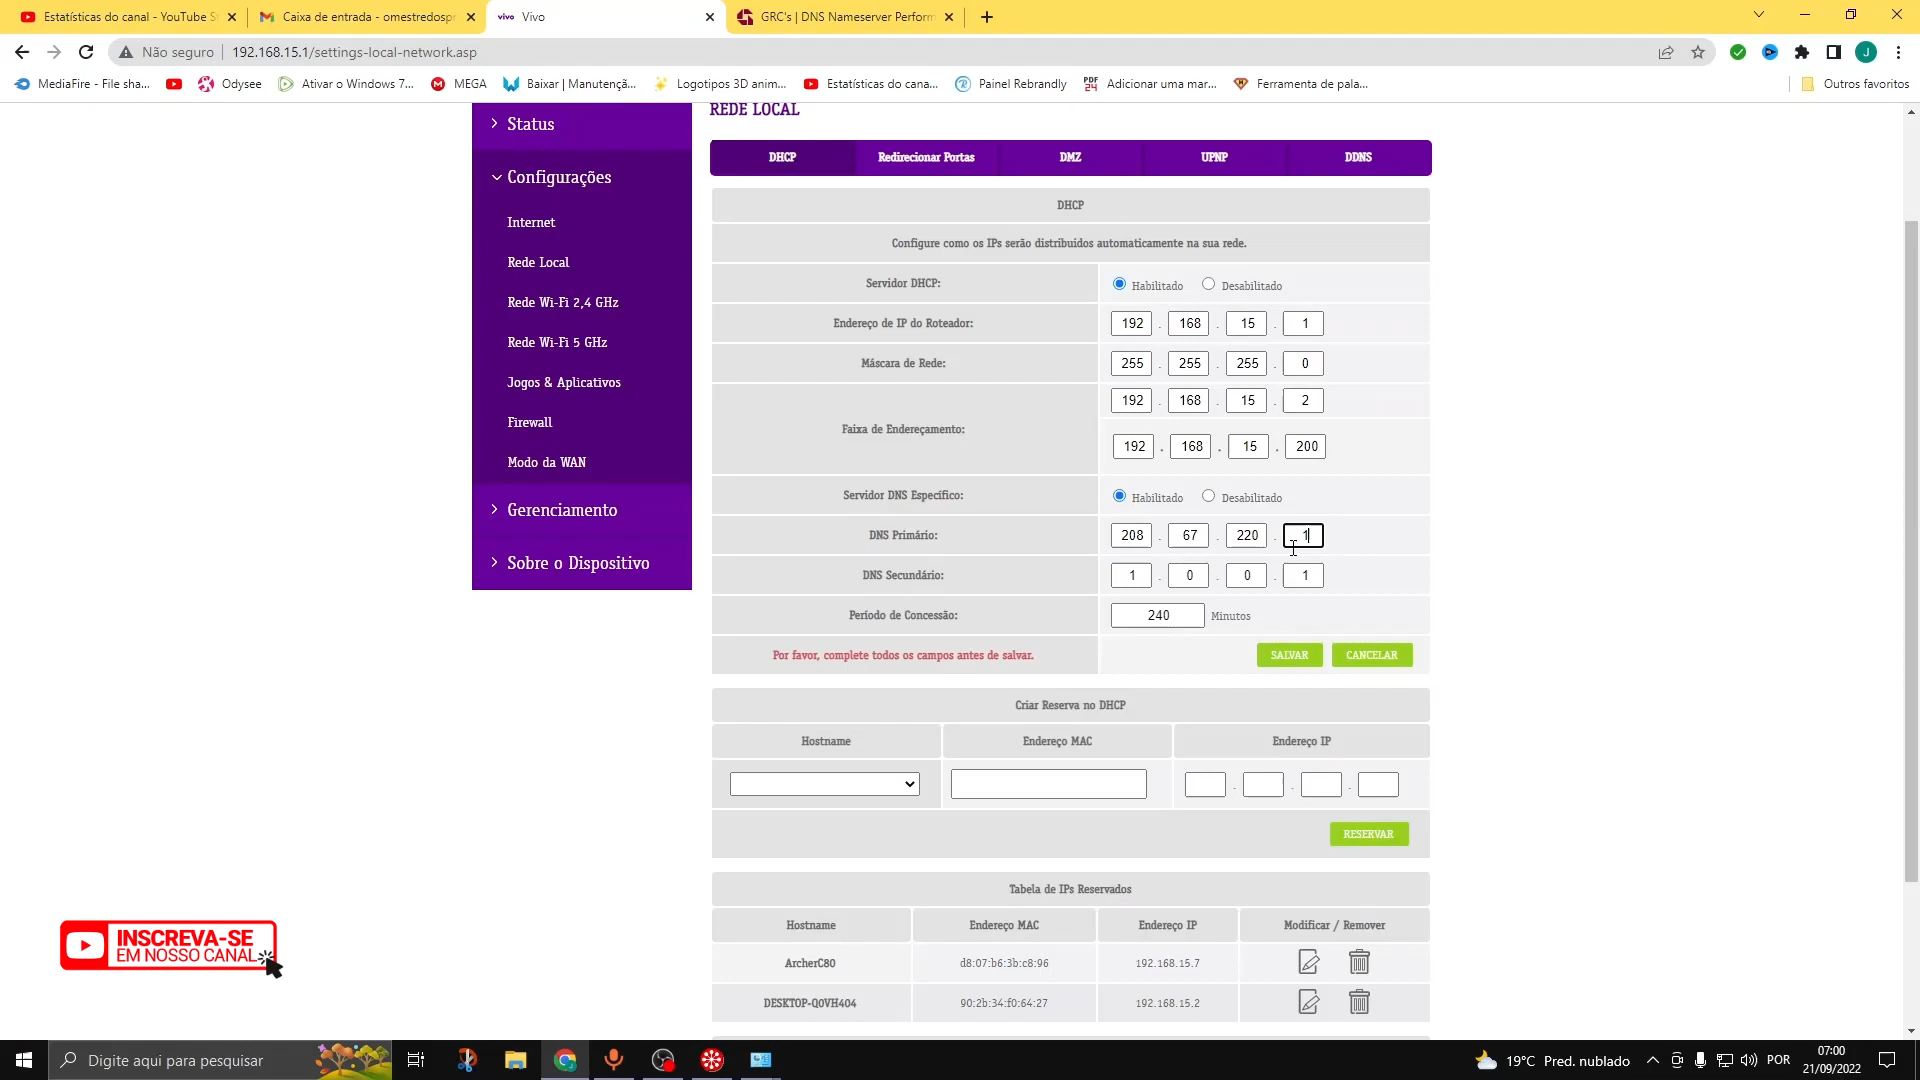 Estatísticas do canal - YouTube S
Caixa de entrada - omestredospr
vivo Vivo
GRC's | DNS Nameserver Perform
Não seguro 192.168.15.1/settings-local-network.asp
J
MediaFire - File sha...
Odysee
Ativar o Windows 7...
MEGA
Baixar | Manutençã...
Logotipos 3D anim...
Estatísticas do cana...
Painel Rebrandly
PDF 24 Adicionar uma mar...
Ferramenta de pala...
Outros favoritos
Status
Configurações
Internet
Rede Local
Rede Wi-Fi 2,4 GHz
Rede Wi-Fi 5 GHz
Jogos & Aplicativos
Firewall
Modo da WAN
Gerenciamento
Sobre o Dispositivo
REDE LOCAL
DHCP Redirecionar Portas DMZ UPNP DDNS
DHCP
Configure como os IPs serão distribuidos automaticamente na sua rede.
Servidor DHCP: Habilitado Desabilitado
Endereço de IP do Roteador: 192 . 168 . 15 . 1
Máscara de Rede: 255 . 255 . 255 . 0
Faixa de Endereçamento: 192 . 168 . 15 . 2
192 . 168 . 15 . 200
Servidor DNS Específico: Habilitado Desabilitado
DNS Primário: 208 . 67 . 220 . 1
DNS Secundário: 1 . 0 . 0 . 1
Período de Concessão: 240 Minutos
Por favor, complete todos os campos antes de salvar. SALVAR CANCELAR
Criar Reserva no DHCP
Hostname Endereço MAC Endereço IP
. . .
RESERVAR
Tabela de IPs Reservados
Hostname Endereço MAC Endereço IP Modificar / Remover
ArcherC80 d8:07:b6:3b:c8:96 192.168.15.7
DESKTOP-Q0VH404 90:2b:34:f0:64:27 192.168.15.2
INSCREVA-SE
EM NOSSO CANAL
Digite aqui para pesquisar
19°C Pred. nublado
POR
07:00
21/09/2022